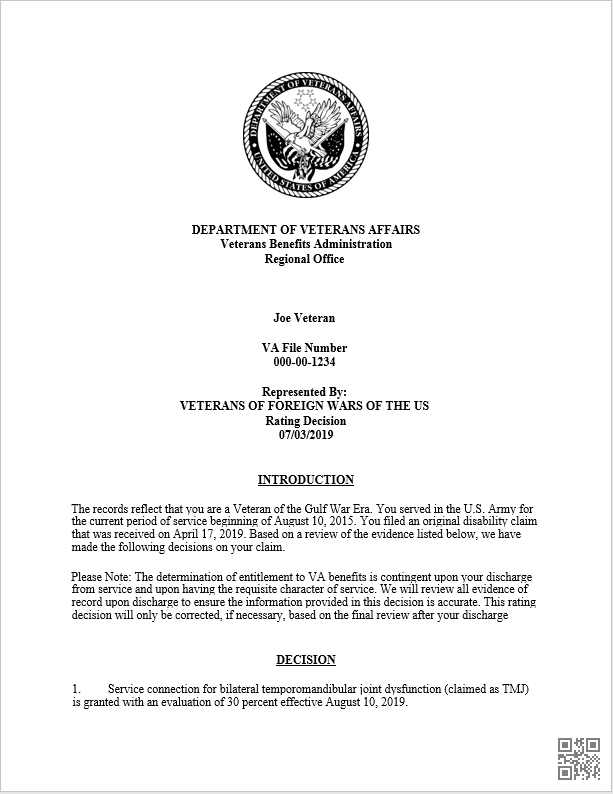 DEPARTMENT OF VETERANS AFFAIRS
UNITED STATES OF AMERICA
DEPARTMENT OF VETERANS AFFAIRS
Veterans Benefits Administration
Regional Office
Joe Veteran
VA File Number
000-00-1234
Represented By:
VETERANS OF FOREIGN WARS OF THE US
Rating Decision
07/03/2019
INTRODUCTION
The records reflect that you are a Veteran of the Gulf War Era. You served in the U.S. Army for
the current period of service beginning of August 10, 2015. You filed an original disability claim
that was received on April 17, 2019. Based on a review of the evidence listed below, we have
made the following decisions on your claim.
Please Note: The determination of entitlement to VA benefits is contingent upon your discharge
from service and upon having the requisite character of service. We will review all evidence of
record upon discharge to ensure the information provided in this decision is accurate. This rating
decision will only be corrected, if necessary, based on the final review after your discharge
DECISION
1. Service connection for bilateral temporomandibular joint dysfunction (claimed as TMJ)
is granted with an evaluation of 30 percent effective August 10, 2019.